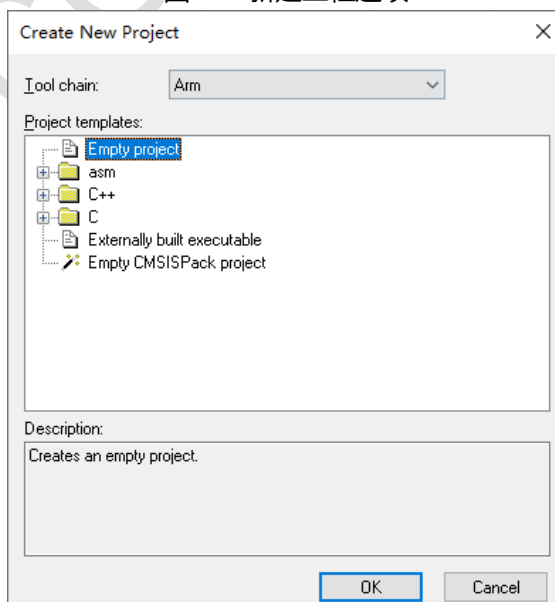 Create New Project
Tool chain:
Arm
Project templates:
Empty project
asm
C++
C
Externally built executable
Empty CMSISPack project
Description:
Creates an empty project.
OK
Cancel